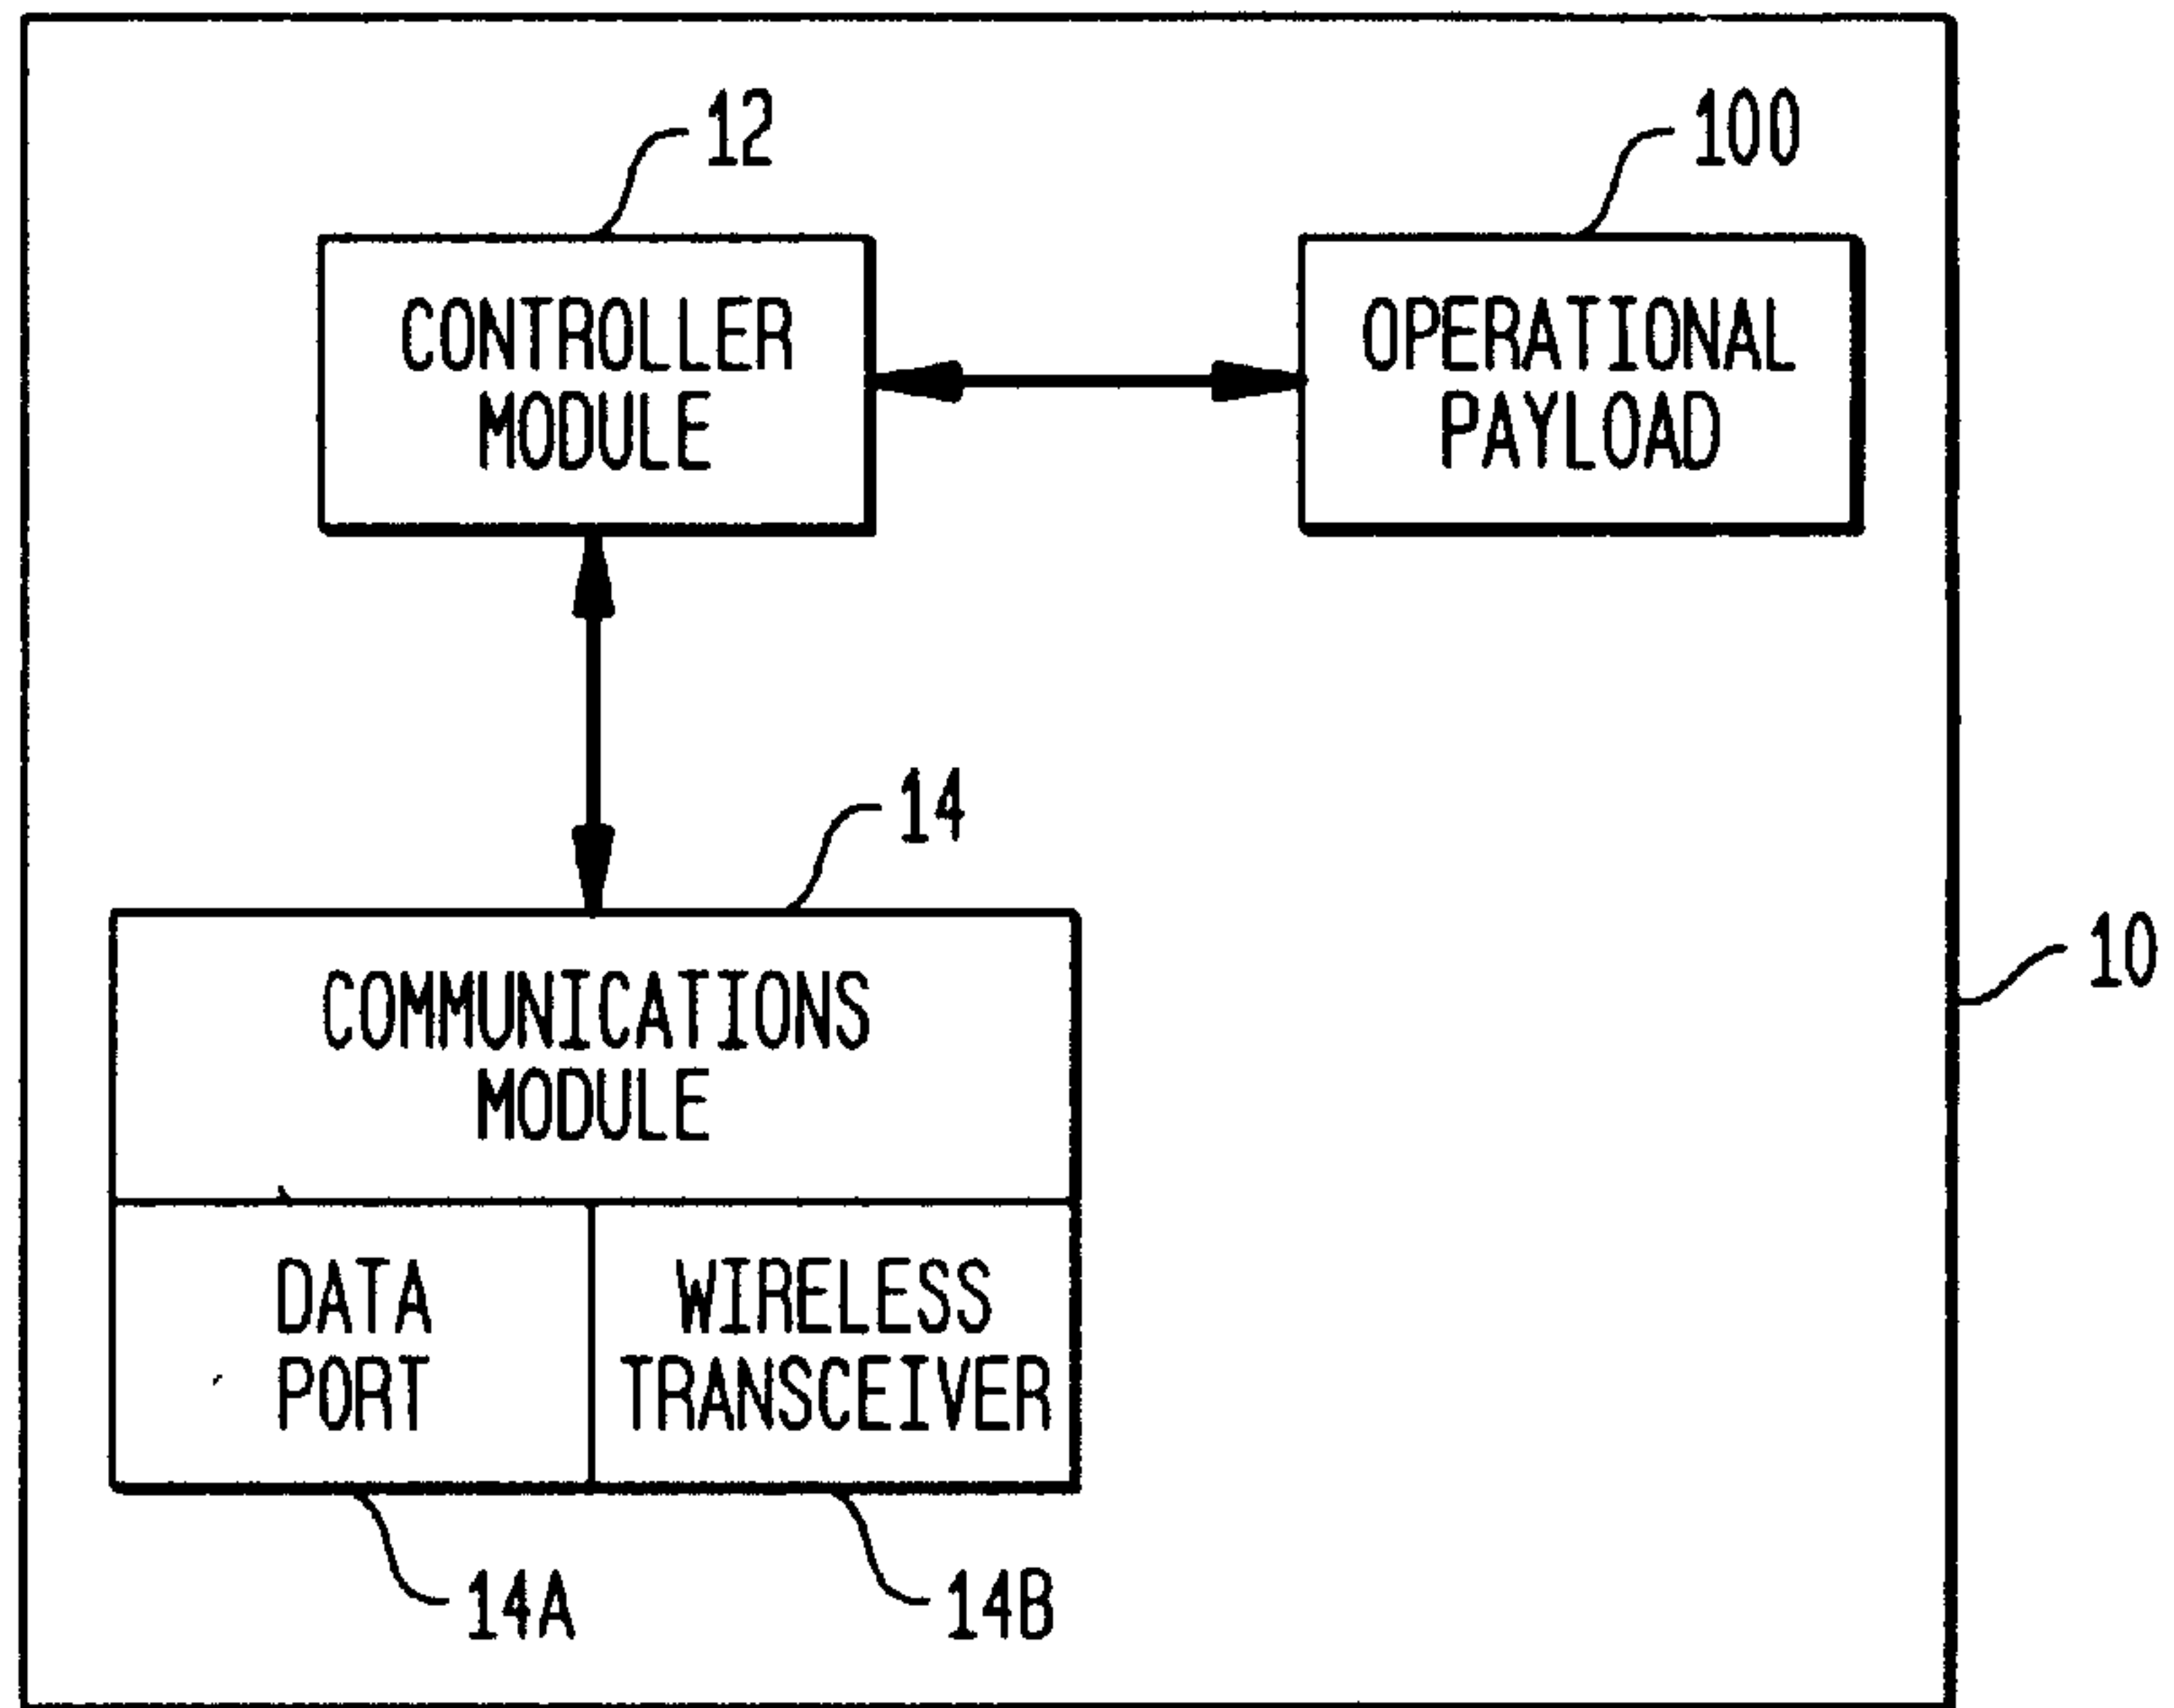 12
100
CONTROLLER
MODULE
OPERATIONAL
PAYLOAD
14
10
COMMUNICATIONS
MODULE
DATA
PORT
WIRELESS
TRANSCEIVER
14A
14B